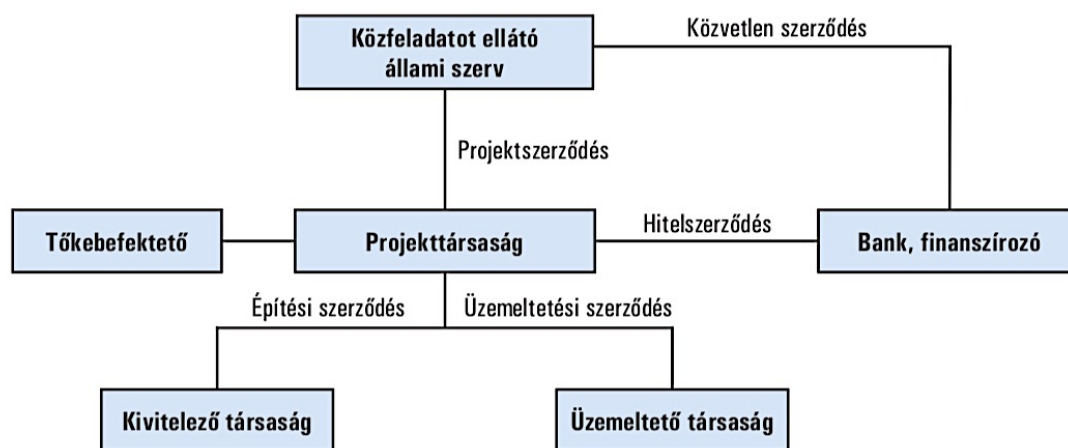 Közfeladatot ellátó
állami szerv
Közvetlen szerződés
Projektszerződés
Tőkebefektető
Projekttársaság
Hitelszerződés
Bank, finanszírozó
Építési szerződés
Üzemeltetési szerződés
Kivitelező társaság
Üzemeltető társaság